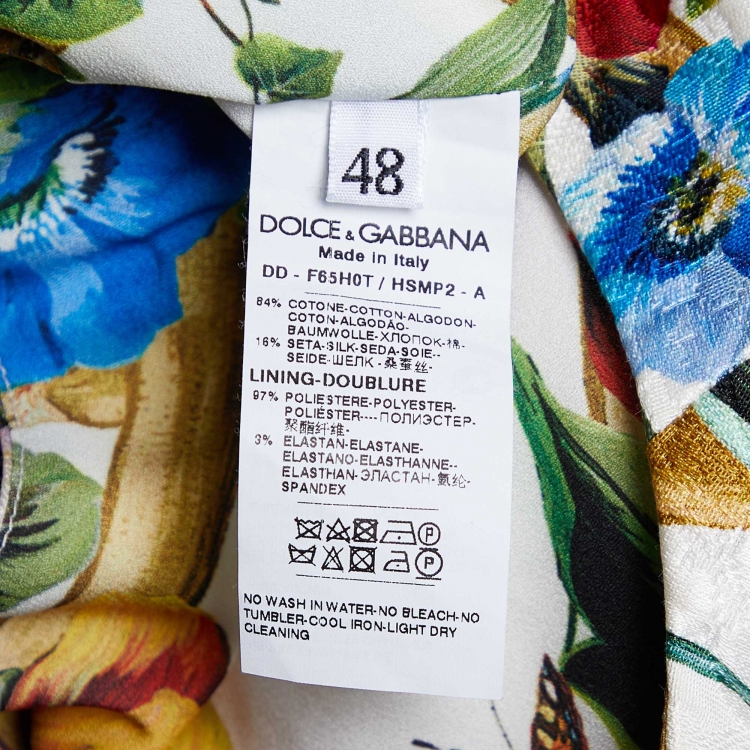 48
DOLCE & GABBANA
Made in Italy
DD - F65H0T / HSMP2 - A
84% COTONE-COTTON-ALGODON-
COTON-ALGODÃO-
BAUMWOLLE-ХЛОПОК-棉-
16% SETA-SILK-SEDA-SOIE--
SEIDE-ШЕЛК -桑蚕丝-
LINING-DOUBLURE
97% POLIESTERE-POLYESTER-
POLIÉSTER----ПОЛИЭСТЕР-
聚酯纤维-
3% ELASTAN-ELASTANE-
ELASTANO-ELASTHANNE--
ELASTHAN-ЭЛАСТАН-氨纶-
SPANDEX
P
P
NO WASH IN WATER-NO BLEACH-NO
TUMBLER-COOL IRON-LIGHT DRY
CLEANING